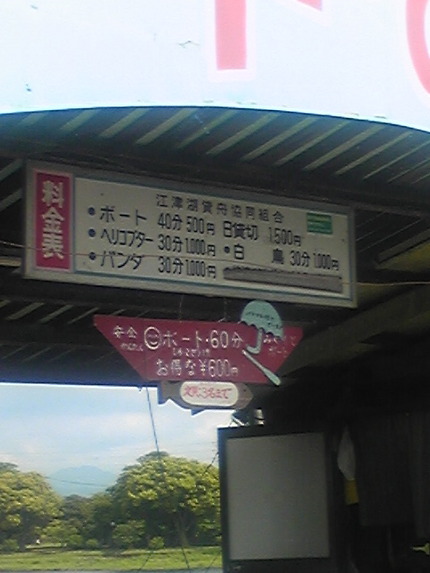 料金表
江津湖貸舟協同組合
•ボート 40分500円 日貸切 1,500円
•ヘリコプター 30分1,000円 •白鳥 30分1,000円
•パンダ 30分1,000円
安全 ボート・60分
お得な¥600円